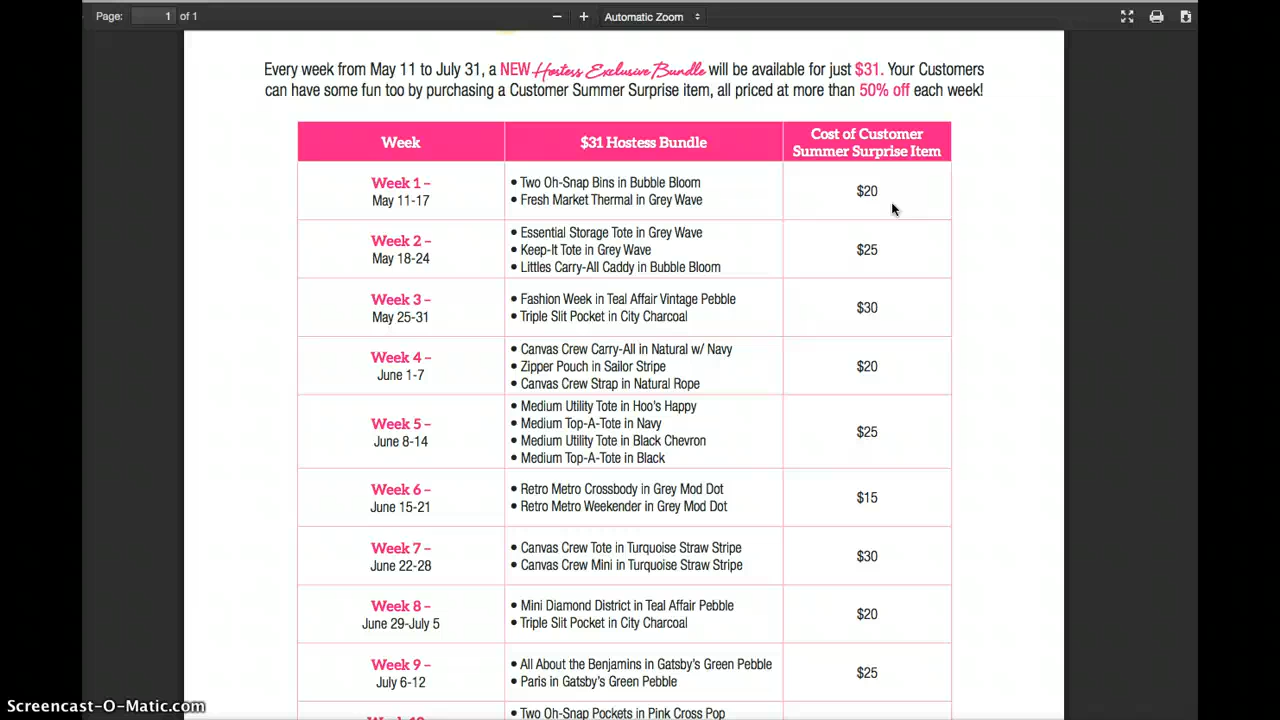 Page: 1 of 1
Automatic Zoom
Every week from May 11 to July 31, a NEW Hostess Exclusive Bundle will be available for just $31. Your Customers
can have some fun too by purchasing a Customer Summer Surprise item, all priced at more than 50% off each week!
Week
$31 Hostess Bundle
Cost of Customer
Summer Surprise Item
Week 1 –
May 11-17
• Two Oh-Snap Bins in Bubble Bloom
• Fresh Market Thermal in Grey Wave
$20
Week 2 –
May 18-24
• Essential Storage Tote in Grey Wave
• Keep-It Tote in Grey Wave
• Littles Carry-All Caddy in Bubble Bloom
$25
Week 3 –
May 25-31
• Fashion Week in Teal Affair Vintage Pebble
• Triple Slit Pocket in City Charcoal
$30
Week 4 –
June 1-7
• Canvas Crew Carry-All in Natural w/ Navy
• Zipper Pouch in Sailor Stripe
• Canvas Crew Strap in Natural Rope
$20
Week 5 –
June 8-14
• Medium Utility Tote in Hoo's Happy
• Medium Top-A-Tote in Navy
• Medium Utility Tote in Black Chevron
• Medium Top-A-Tote in Black
$25
Week 6 –
June 15-21
• Retro Metro Crossbody in Grey Mod Dot
• Retro Metro Weekender in Grey Mod Dot
$15
Week 7 –
June 22-28
• Canvas Crew Tote in Turquoise Straw Stripe
• Canvas Crew Mini in Turquoise Straw Stripe
$30
Week 8 –
June 29-July 5
• Mini Diamond District in Teal Affair Pebble
• Triple Slit Pocket in City Charcoal
$20
Week 9 –
July 6-12
• All About the Benjamins in Gatsby's Green Pebble
• Paris in Gatsby's Green Pebble
$25
Week 10 –
• Two Oh-Snap Pockets in Pink Cross Pop
Screencast-O-Matic.com